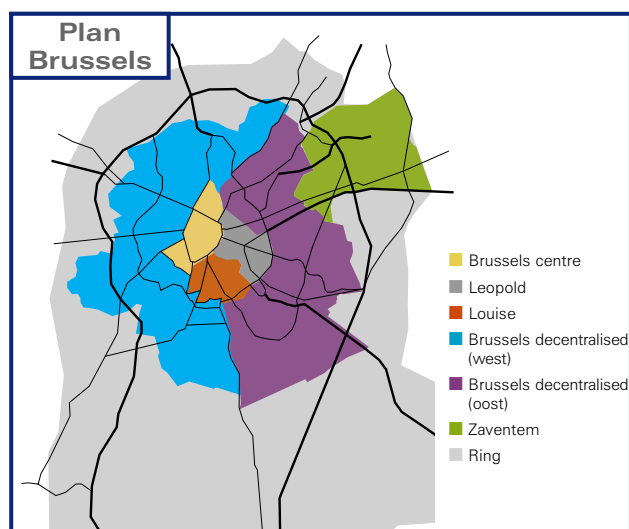 Plan
Brussels
Brussels centre
Leopold
Louise
Brussels decentralised
(west)
Brussels decentralised
(oost)
Zaventem
Ring